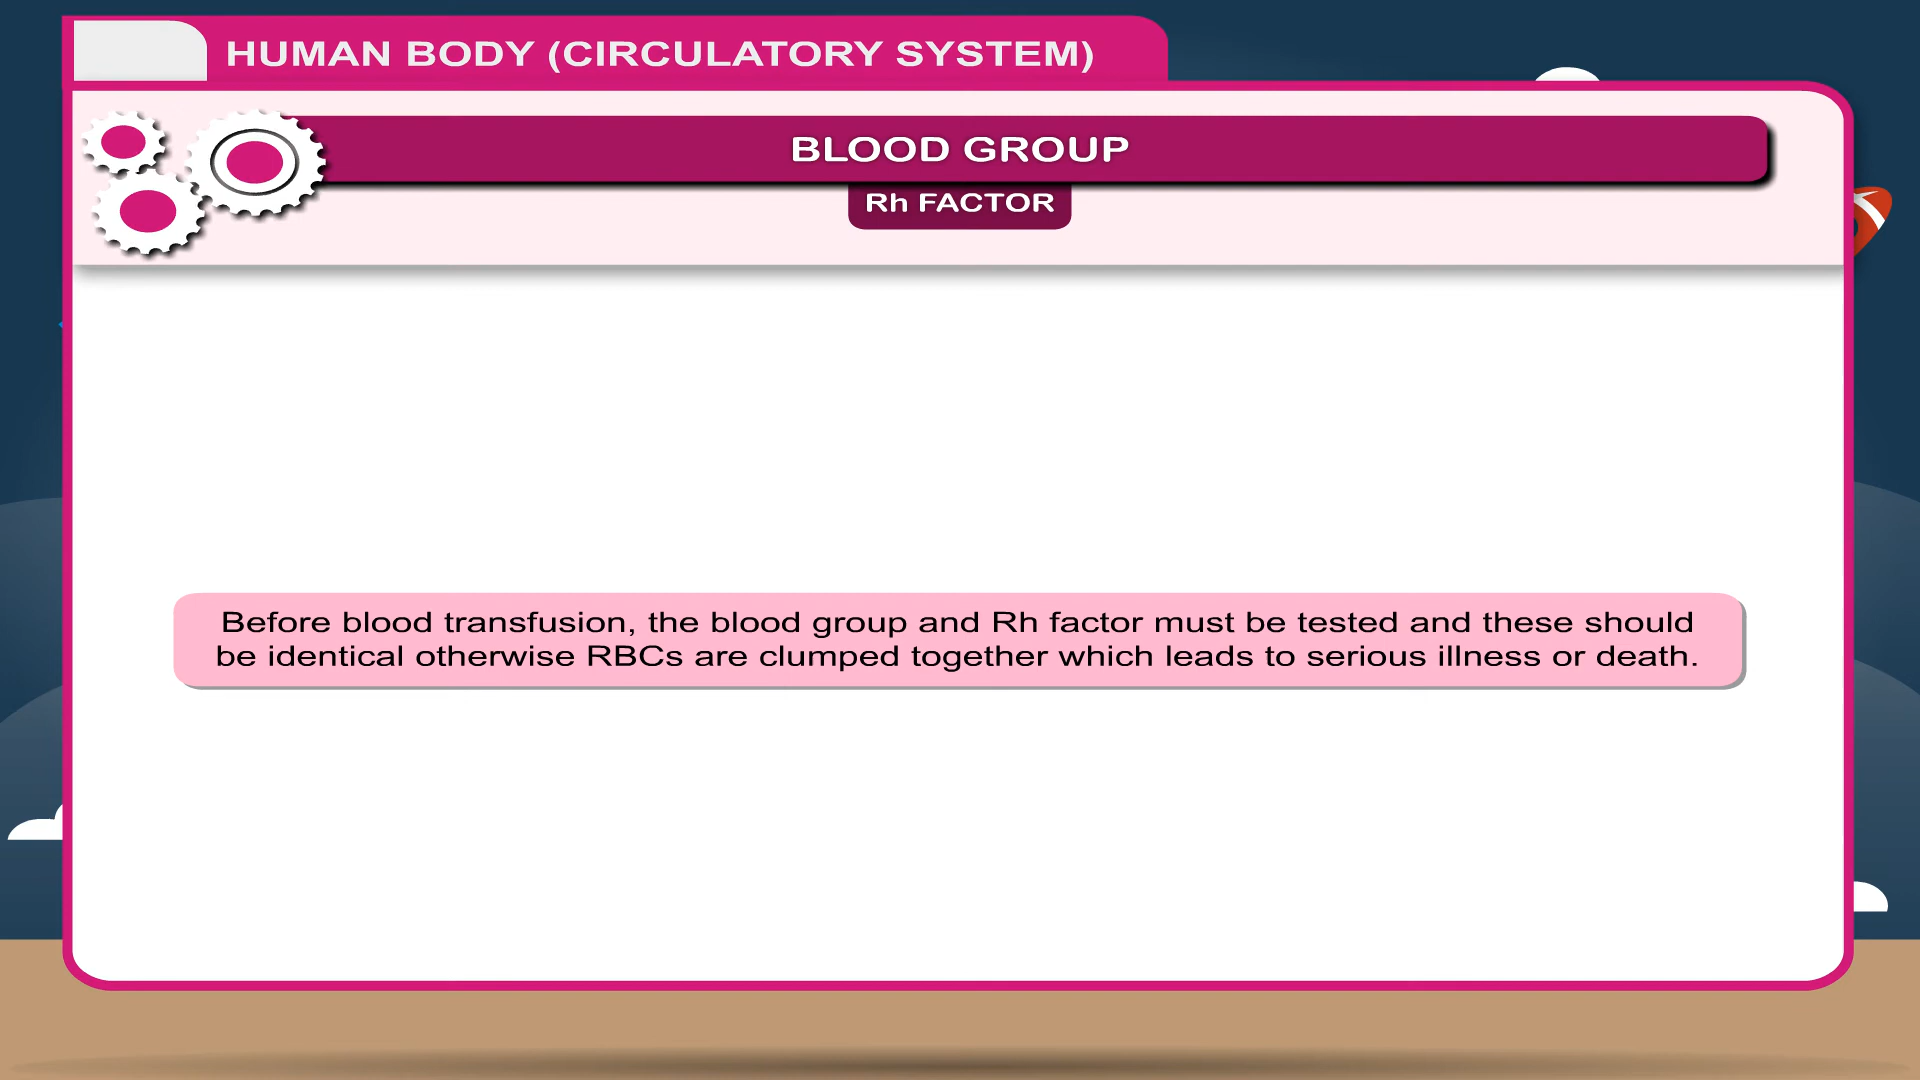 HUMAN BODY (CIRCULATORY SYSTEM)
BLOOD GROUP
Rh FACTOR
Before blood transfusion, the blood group and Rh factor must be tested and these should
be identical otherwise RBCs are clumped together which leads to serious illness or death.